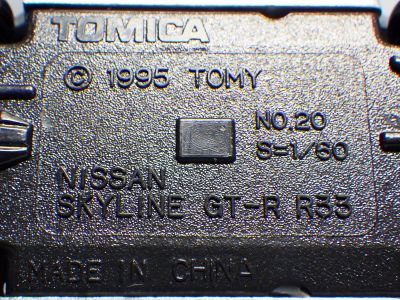 TOMICA
© 1995 TOMY
NO.20
S=1/60
NISSAN
SKYLINE GT-R R33
MADE IN CHINA